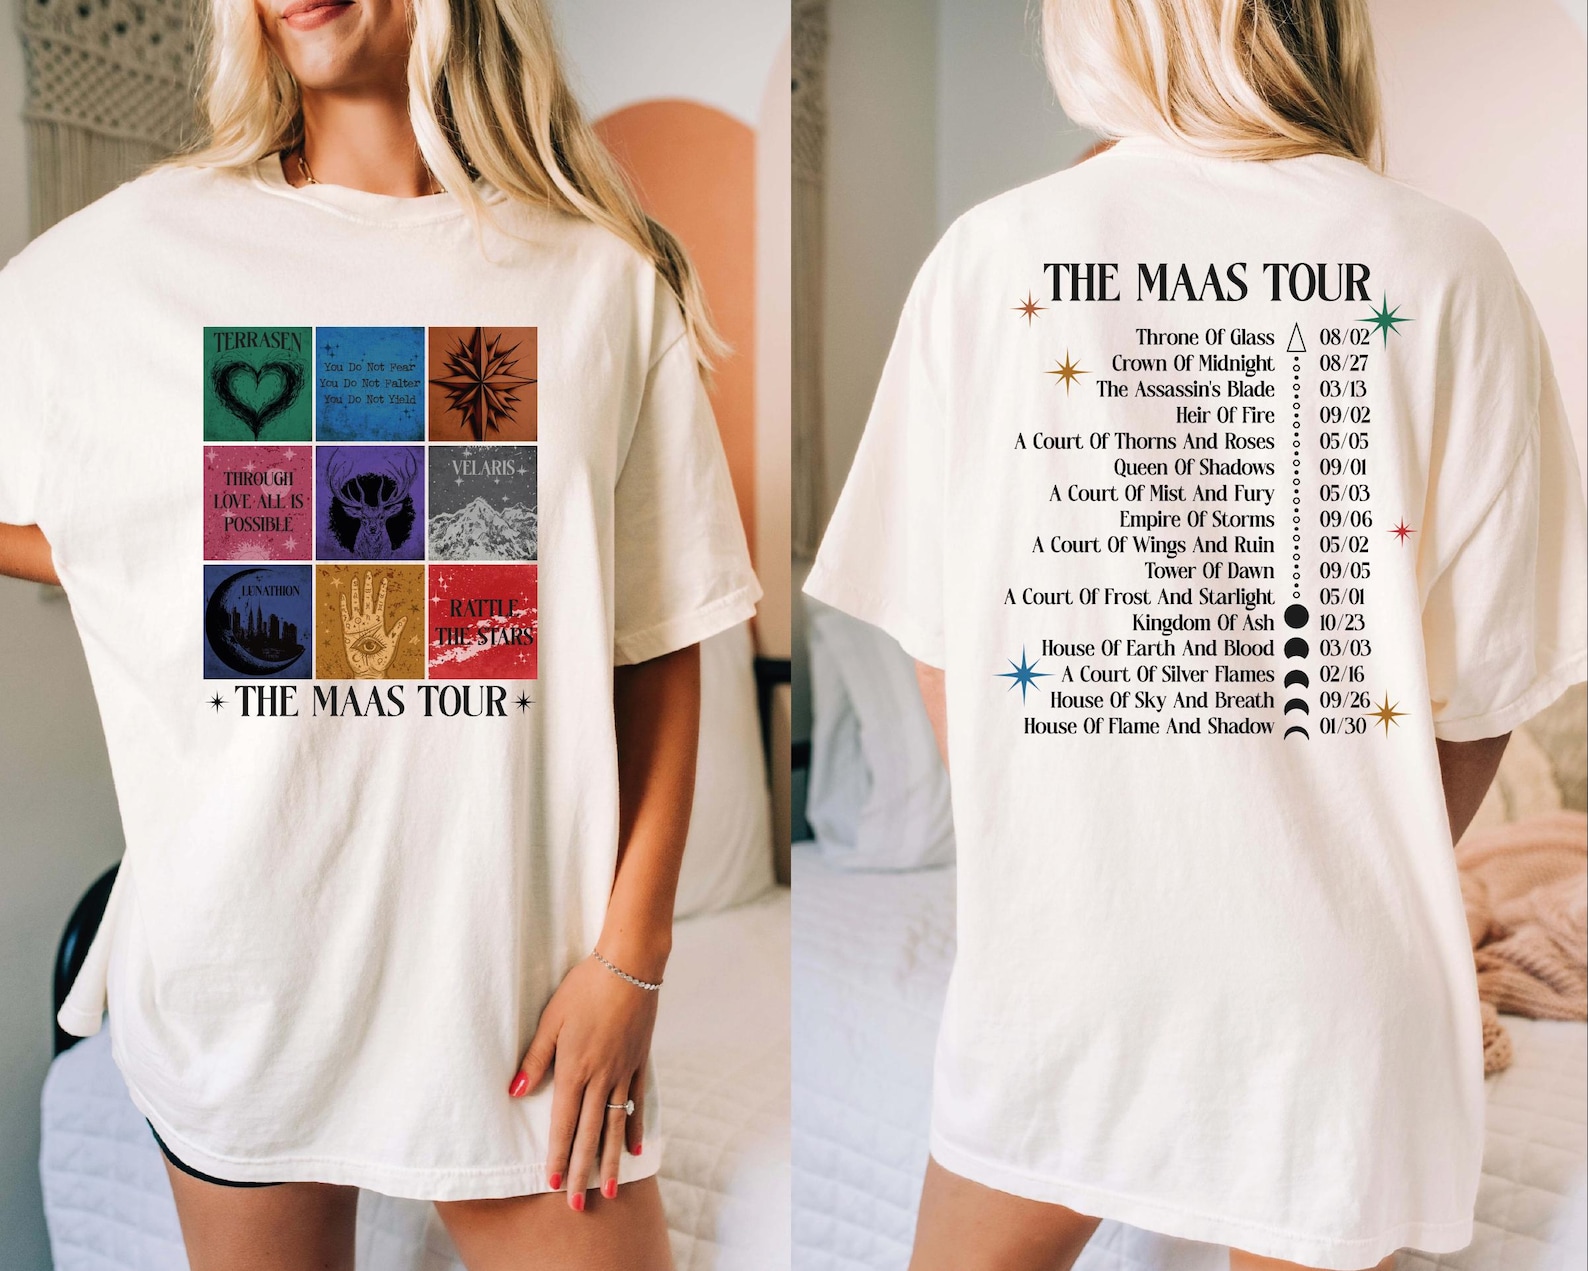 TERRASEN
You Do Not Fear
You Do Not Falter
You Do Not Yield
THROUGH
LOVE ALL IS
POSSIBLE
VELARIS
LUNATHION
RATTLE
THE STARS
THE MAAS TOUR
THE MAAS TOUR
Throne Of Glass 08/02
Crown Of Midnight 08/27
The Assassin's Blade 03/13
Heir Of Fire 09/02
A Court Of Thorns And Roses 05/05
Queen Of Shadows 09/01
A Court Of Mist And Fury 05/03
Empire Of Storms 09/06
A Court Of Wings And Ruin 05/02
Tower Of Dawn 09/05
A Court Of Frost And Starlight 05/01
Kingdom Of Ash 10/23
House Of Earth And Blood 03/03
A Court Of Silver Flames 02/16
House Of Sky And Breath 09/26
House Of Flame And Shadow 01/30